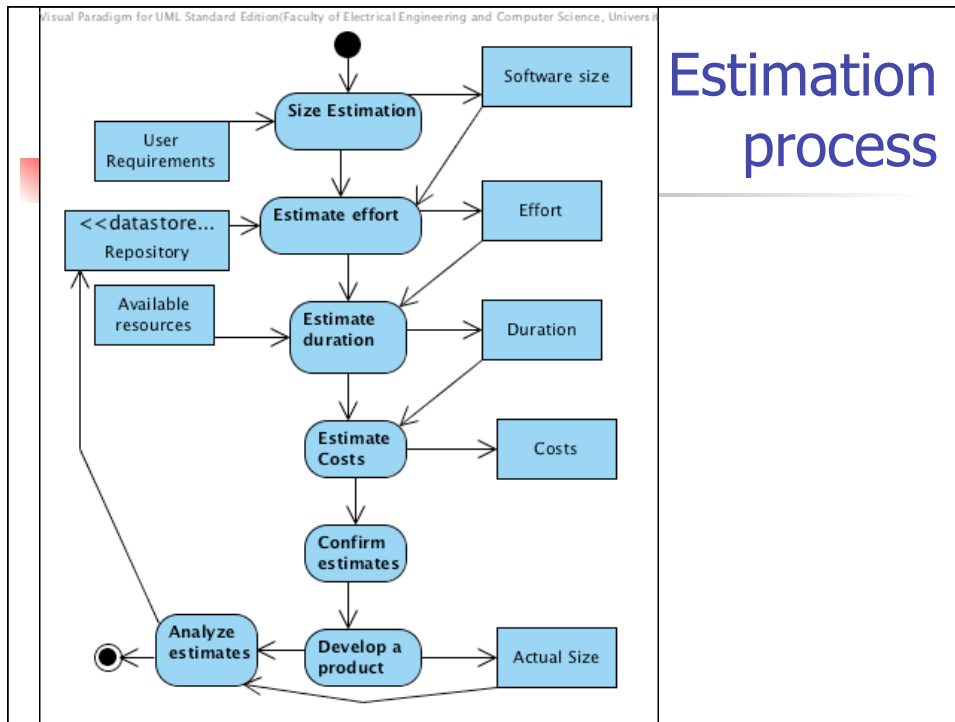 Visual Paradigm for UML Standard Edition(Faculty of Electrical Engineering and Computer Science, Universit
Estimation
process
Software size
Size Estimation
User
Requirements
Estimate effort
Effort
<<datastore...
Repository
Available
resources
Estimate
duration
Duration
Estimate
Costs
Costs
Confirm
estimates
Analyze
estimates
Develop a
product
Actual Size